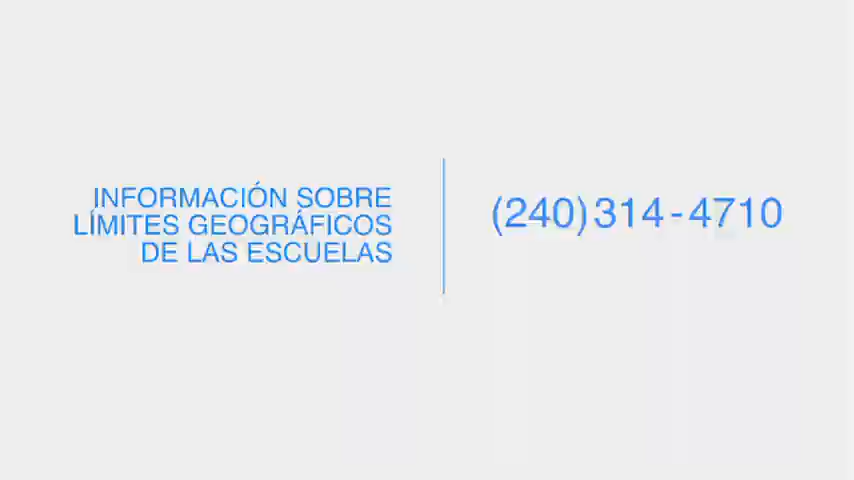 INFORMACIÓN SOBRE
LÍMITES GEOGRÁFICOS
DE LAS ESCUELAS
(240) 314-4710